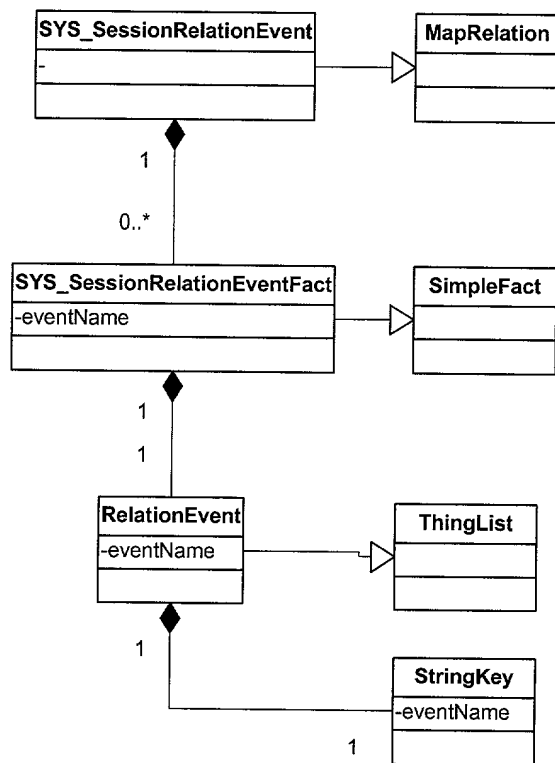 SYS_SessionRelationEvent
MapRelation
-
1
0..*
SYS_SessionRelationEventFact
-eventName
SimpleFact
1
1
RelationEvent
-eventName
ThingList
1
StringKey
-eventName
1